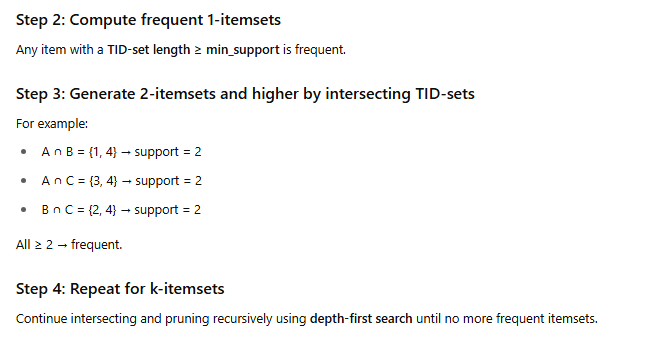 Step 2: Compute frequent 1-itemsets
Any item with a TID-set length ≥ min_support is frequent.
Step 3: Generate 2-itemsets and higher by intersecting TID-sets
For example:
• A ∩ B = {1, 4} → support = 2
• A ∩ C = {3, 4} → support = 2
• B ∩ C = {2, 4} → support = 2
All ≥ 2 → frequent.
Step 4: Repeat for k-itemsets
Continue intersecting and pruning recursively using depth-first search until no more frequent itemsets.